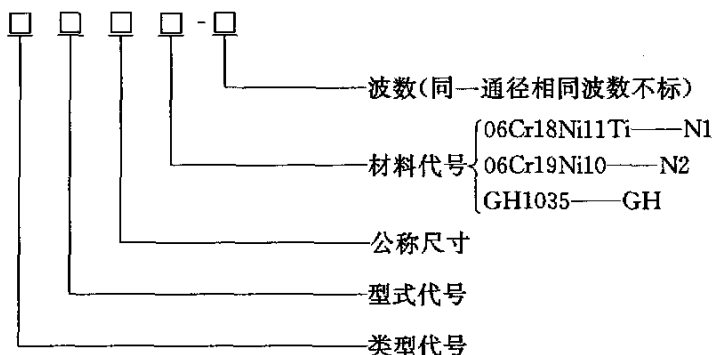 □ □ □ □ - □
波数(同一通径相同波数不标)
材料代号
06Cr18Ni11Ti——N1
06Cr19Ni10——N2
GH1035——GH
公称尺寸
型式代号
类型代号